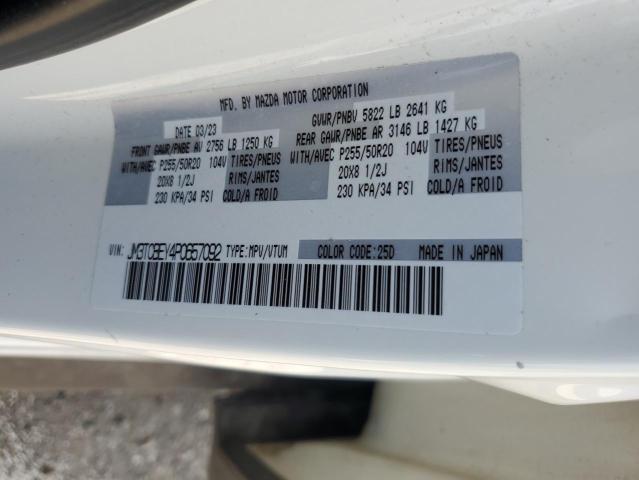 MFD. BY MAZDA MOTOR CORPORATION
DATE 03/23 GVWR/PNBV 5822 LB 2641 KG
FRONT GAWR/PNBE AV 2756 LB 1250 KG REAR GAWR/PNBE AR 3146 LB 1427 KG
WITH/AVEC P255/50R20 104V TIRES/PNEUS WITH/AVEC P255/50R20 104V TIRES/PNEUS
20X8 1/2J RIMS/JANTES 20X8 1/2J RIMS/JANTES
230 KPA/34 PSI COLD/A FROID 230 KPA/34 PSI COLD/A FROID
VIN: JM3TCBEY4P0657092 TYPE:MPV/VTUM COLOR CODE:25D MADE IN JAPAN